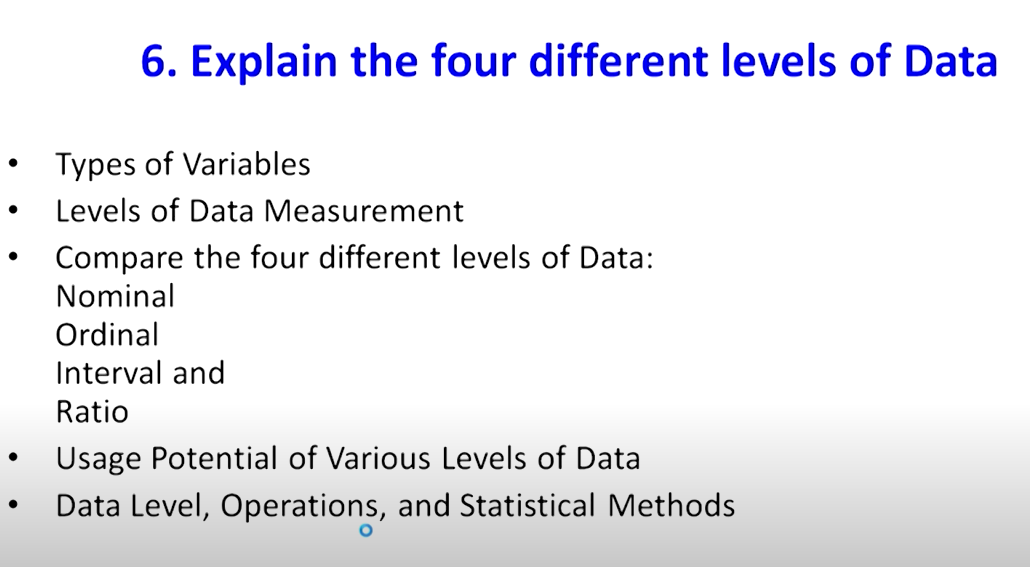 6. Explain the four different levels of Data
• Types of Variables
• Levels of Data Measurement
• Compare the four different levels of Data:
Nominal
Ordinal
Interval and
Ratio
• Usage Potential of Various Levels of Data
• Data Level, Operations, and Statistical Methods